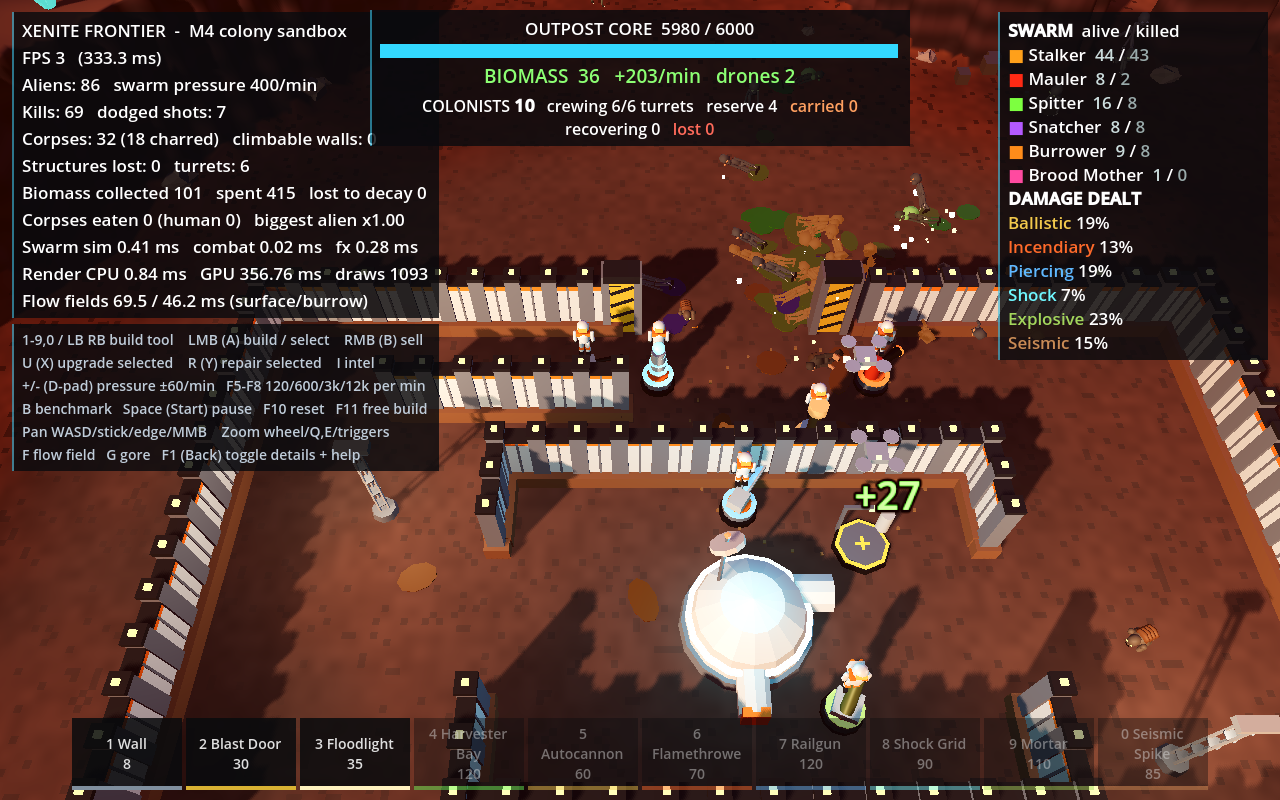 XENITE FRONTIER - M4 colony sandbox
FPS 3 (333.3 ms)
Aliens: 86 swarm pressure 400/min
Kills: 69 dodged shots: 7
Corpses: 32 (18 charred) climbable walls: 0
Structures lost: 0 turrets: 6
Biomass collected 101 spent 415 lost to decay 0
Corpses eaten 0 (human 0) biggest alien x1.00
Swarm sim 0.41 ms combat 0.02 ms fx 0.28 ms
Render CPU 0.84 ms GPU 356.76 ms draws 1093
Flow fields 69.5 / 46.2 ms (surface/burrow)
1-9,0 / LB RB build tool LMB (A) build / select RMB (B) sell
U (X) upgrade selected R (Y) repair selected I intel
+/- (D-pad) pressure ±60/min F5-F8 120/600/3k/12k per min
B benchmark Space (Start) pause F10 reset F11 free build
Pan WASD/stick/edge/MMB Zoom wheel/Q,E/triggers
F flow field G gore F1 (Back) toggle details + help
OUTPOST CORE 5980 / 6000
BIOMASS 36 +203/min drones 2
COLONISTS 10 crewing 6/6 turrets reserve 4 carried 0
recovering 0 lost 0
SWARM alive / killed
Stalker 44 / 43
Mauler 8 / 2
Spitter 16 / 8
Snatcher 8 / 8
Burrower 9 / 8
Brood Mother 1 / 0
DAMAGE DEALT
Ballistic 19%
Incendiary 13%
Piercing 19%
Shock 7%
Explosive 23%
Seismic 15%
+27
1 Wall
8
2 Blast Door
30
3 Floodlight
35
4 Harvester
Bay
120
5
Autocannon
60
6
Flamethrowe
70
7 Railgun
120
8 Shock Grid
90
9 Mortar
110
0 Seismic
Spike
85